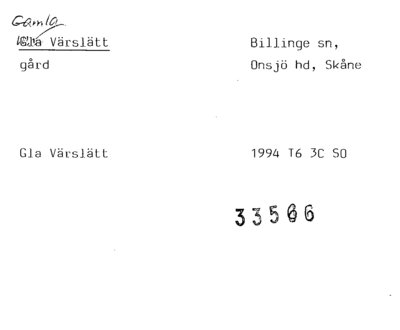 Gamla
Gla Värslätt
Billinge sn,
gård
Onsjö hd, Skåne
Gla Värslätt
1994 T6 3C SO
33566